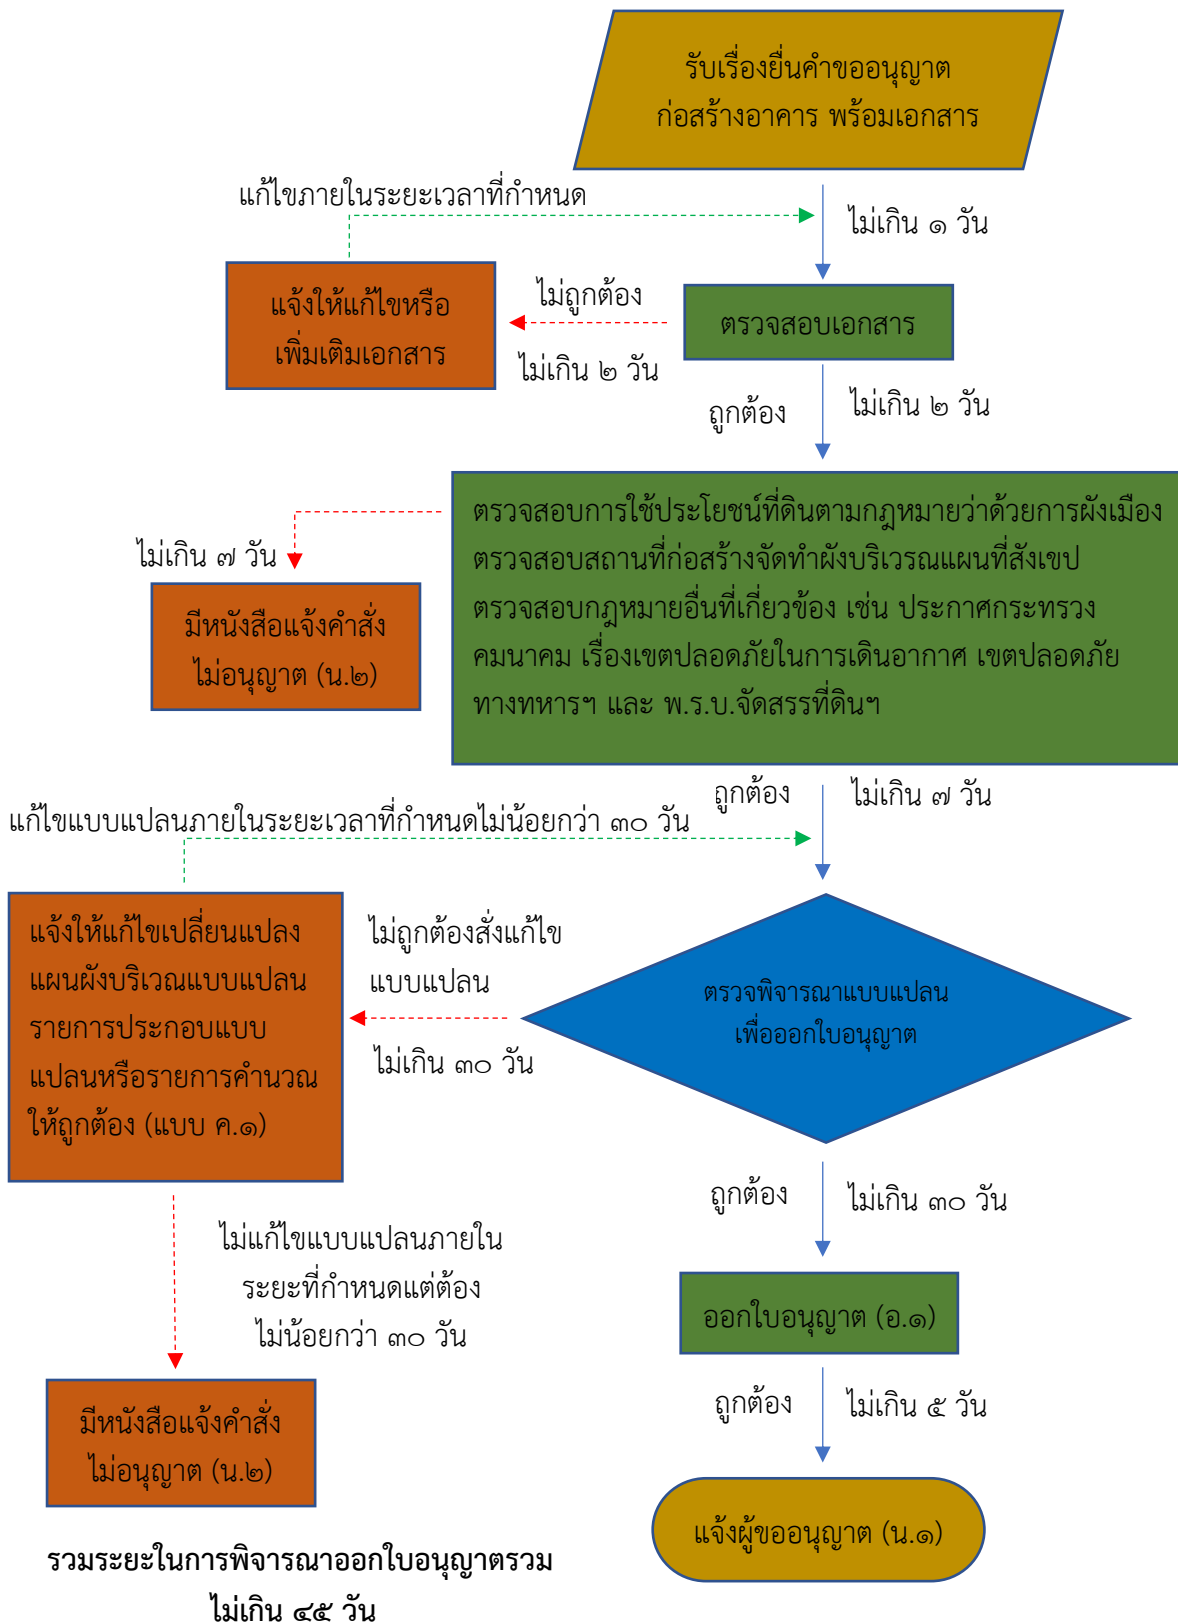 รับเรื่องยื่นคำขออนุญาต
ก่อสร้างอาคาร พร้อมเอกสาร
แก้ไขภายในระยะเวลาที่กำหนด
ไม่เกิน ๑ วัน
แจ้งให้แก้ไขหรือ
เพิ่มเติมเอกสาร
ไม่ถูกต้อง
ไม่เกิน ๒ วัน
ตรวจสอบเอกสาร
ถูกต้อง
ไม่เกิน ๒ วัน
ตรวจสอบการใช้ประโยชน์ที่ดินตามกฎหมายว่าด้วยการผังเมือง
ตรวจสอบสถานที่ก่อสร้างจัดทำผังบริเวรณแผนที่สังเขป
ตรวจสอบกฎหมายอื่นที่เกี่ยวข้อง เช่น ประกาศกระทรวง
คมนาคม เรื่องเขตปลอดภัยในการเดินอากาศ เขตปลอดภัย
ทางทหารฯ และ พ.ร.บ.จัดสรรที่ดินฯ
ไม่เกิน ๗ วัน
มีหนังสือแจ้งคำสั่ง
ไม่อนุญาต (น.๒)
ถูกต้อง
ไม่เกิน ๗ วัน
แก้ไขแบบแปลนภายในระยะเวลาที่กำหนดไม่น้อยกว่า ๓๐ วัน
แจ้งให้แก้ไขเปลี่ยนแปลง
แผนผังบริเวณแบบแปลน
รายการประกอบแบบ
แปลนหรือรายการคำนวณ
ให้ถูกต้อง (แบบ ค.๑)
ไม่ถูกต้องสั่งแก้ไข
แบบแปลน
ไม่เกิน ๓๐ วัน
ตรวจพิจารณาแบบแปลน
เพื่อออกใบอนุญาต
ถูกต้อง
ไม่เกิน ๓๐ วัน
ไม่แก้ไขแบบแปลนภายใน
ระยะที่กำหนดแต่ต้อง
ไม่น้อยกว่า ๓๐ วัน
ออกใบอนุญาต (อ.๑)
ถูกต้อง
ไม่เกิน ๕ วัน
มีหนังสือแจ้งคำสั่ง
ไม่อนุญาต (น.๒)
แจ้งผู้ขออนุญาต (น.๑)
รวมระยะในการพิจารณาออกใบอนุญาตรวม
ไม่เกิน ๔๕ วัน